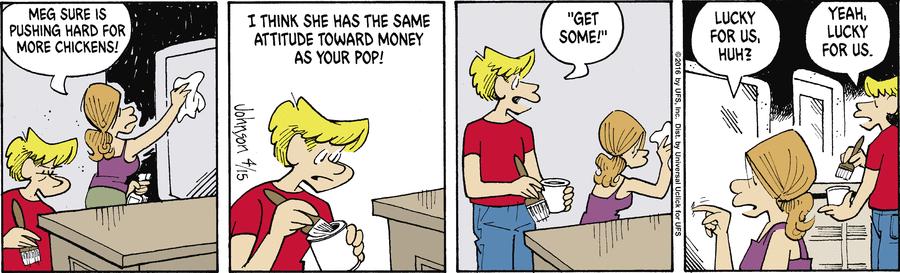 MEG SURE IS
PUSHING HARD FOR
MORE CHICKENS!
I THINK SHE HAS THE SAME
ATTITUDE TOWARD MONEY
AS YOUR POP!
Johnson 4/15
"GET
SOME!"
©2016 by UFS, Inc. Dist. by Universal Uclick for UFS
LUCKY
FOR US,
HUH?
YEAH,
LUCKY
FOR US.